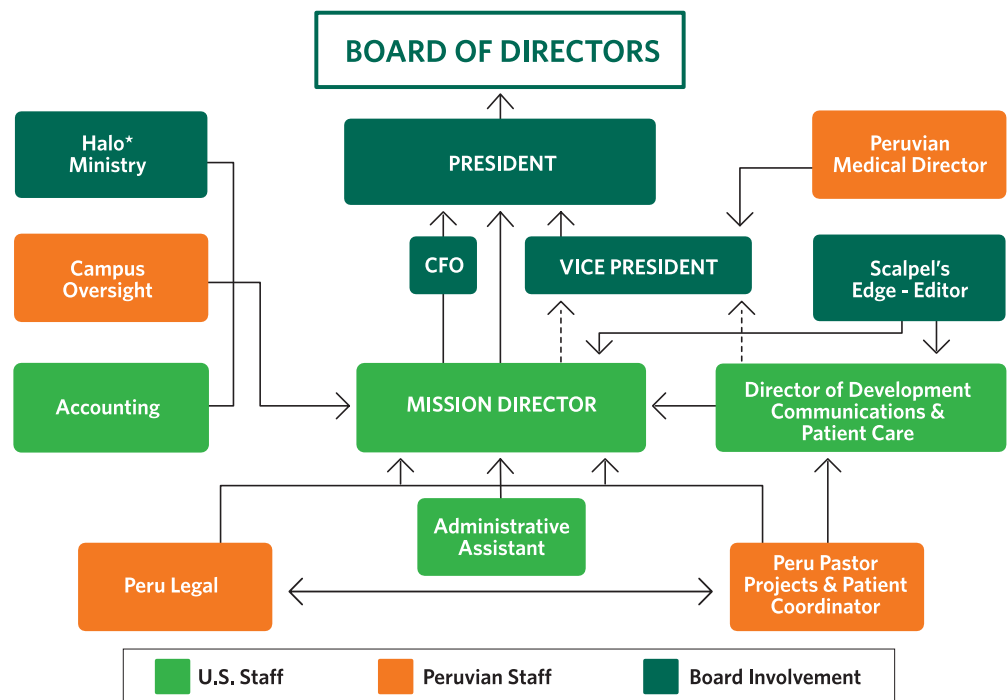 BOARD OF DIRECTORS
Halo*
Ministry
PRESIDENT
Peruvian
Medical Director
Campus
Oversight
CFO
VICE PRESIDENT
Scalpel's
Edge - Editor
Accounting
MISSION DIRECTOR
Director of Development
Communications &
Patient Care
Administrative
Assistant
Peru Legal
Peru Pastor
Projects & Patient
Coordinator
U.S. Staff
Peruvian Staff
Board Involvement